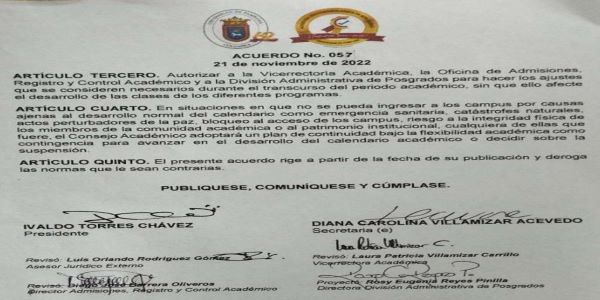 ACUERDO No. 057
21 de noviembre de 2022
ARTÍCULO TERCERO. Autorizar a la Vicerrectoría Académica, la Oficina de Admisiones,
Registro y Control Académico y a la División Administrativa de Posgrados para hacer los ajustes
que se consideren necesarios durante el transcurso del periodo académico, sin que ello afecte
el desarrollo de las clases de los diferentes programas.
ARTÍCULO CUARTO. En situaciones en que no se pueda ingresar a los campus por causas
ajenas al desarrollo normal del calendario como emergencia sanitaria, catástrofes naturales,
actos perturbadores de la paz, bloqueo al acceso de los campus, riesgo a la integridad física de
los miembros de la comunidad académica o al patrimonio institucional, cualquiera de ellas que
fuere, el Consejo Académico adoptará un plan de continuidad bajo la flexibilidad académica como
contingencia para avanzar en el desarrollo del calendario académico o decidir sobre la
suspensión.
ARTÍCULO QUINTO. El presente acuerdo rige a partir de la fecha de su publicación y deroga
las normas que le sean contrarias.
PUBLIQUESE, COMUNÍQUESE Y CÚMPLASE.
IVALDO TORRES CHÁVEZ
Presidente
DIANA CAROLINA VILLAMIZAR ACEVEDO
Secretaria (e)
Revisó: Luis Orlando Rodríguez Gómez
Asesor Jurídico Externo
Revisó: Laura Patricia Villamizar Carrillo
Vicerrectora Académica
Revisó: Diego José Barrera Oliveros
Director Admisiones, Registro y Control Académico
Proyectó: Rosy Eugenia Reyes Pinilla
Directora División Administrativa de Posgrados